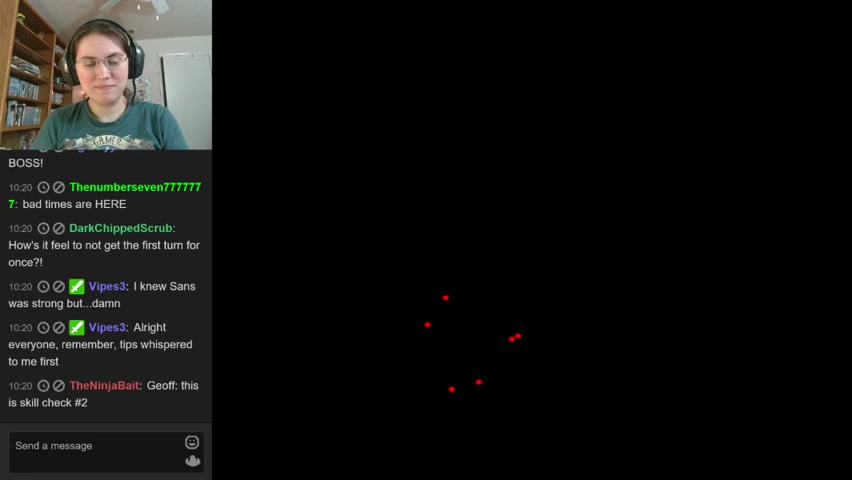 GAMER
BOSS!
10:20 Thenumberseven777777
7: bad times are HERE
10:20 DarkChippedScrub:
How's it feel to not get the first turn for
once?!
10:20 Vipes3: I knew Sans
was strong but...damn
10:20 Vipes3: Alright
everyone, remember, tips whispered
to me first
10:20 TheNinjaBait: Geoff: this
is skill check #2
Send a message